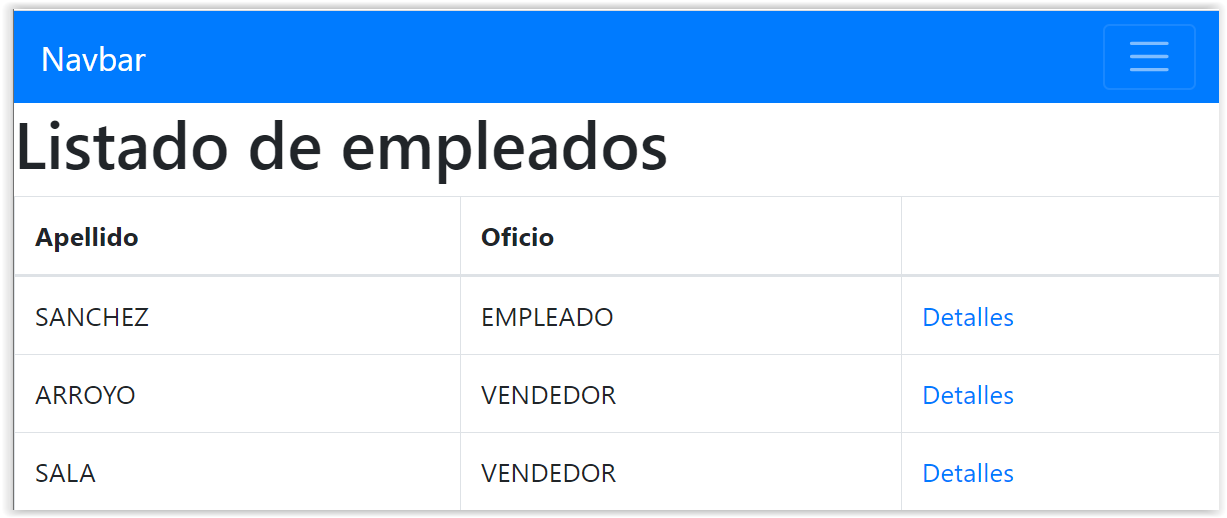 Navbar
Listado de empleados
Apellido Oficio
SANCHEZ EMPLEADO Detalles
ARROYO VENDEDOR Detalles
SALA VENDEDOR Detalles